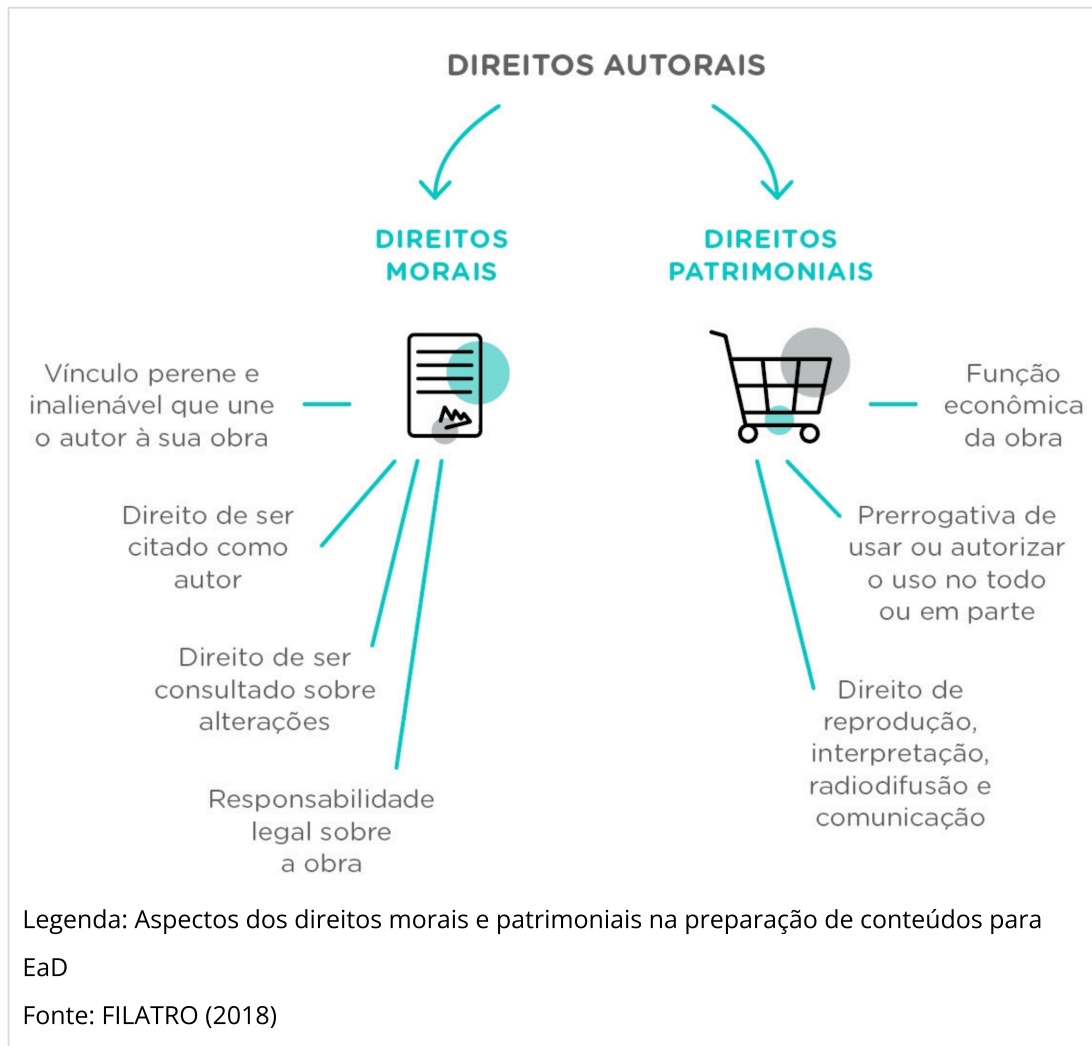 DIREITOS AUTORAIS
DIREITOS
MORAIS
Vínculo perene e
inalienável que une
o autor à sua obra
Direito de ser
citado como
autor
Direito de ser
consultado sobre
alterações
Responsabilidade
legal sobre
a obra
DIREITOS
PATRIMONIAIS
Função
econômica
da obra
Prerrogativa de
usar ou autorizar
o uso no todo
ou em parte
Direito de
reprodução,
interpretação,
radiodifusão e
comunicação
Legenda: Aspectos dos direitos morais e patrimoniais na preparação de conteúdos para
EaD
Fonte: FILATRO (2018)